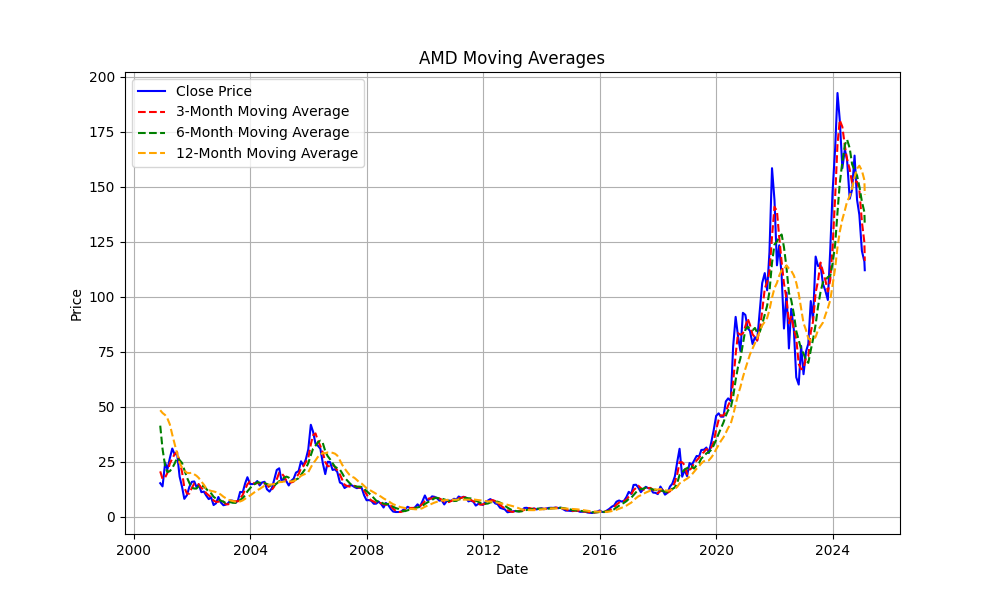 AMD Moving Averages
200
175
150
125
100
75
50
25
0
Price
Close Price
3-Month Moving Average
6-Month Moving Average
12-Month Moving Average
2000
2004
2008
2012
2016
2020
2024
Date